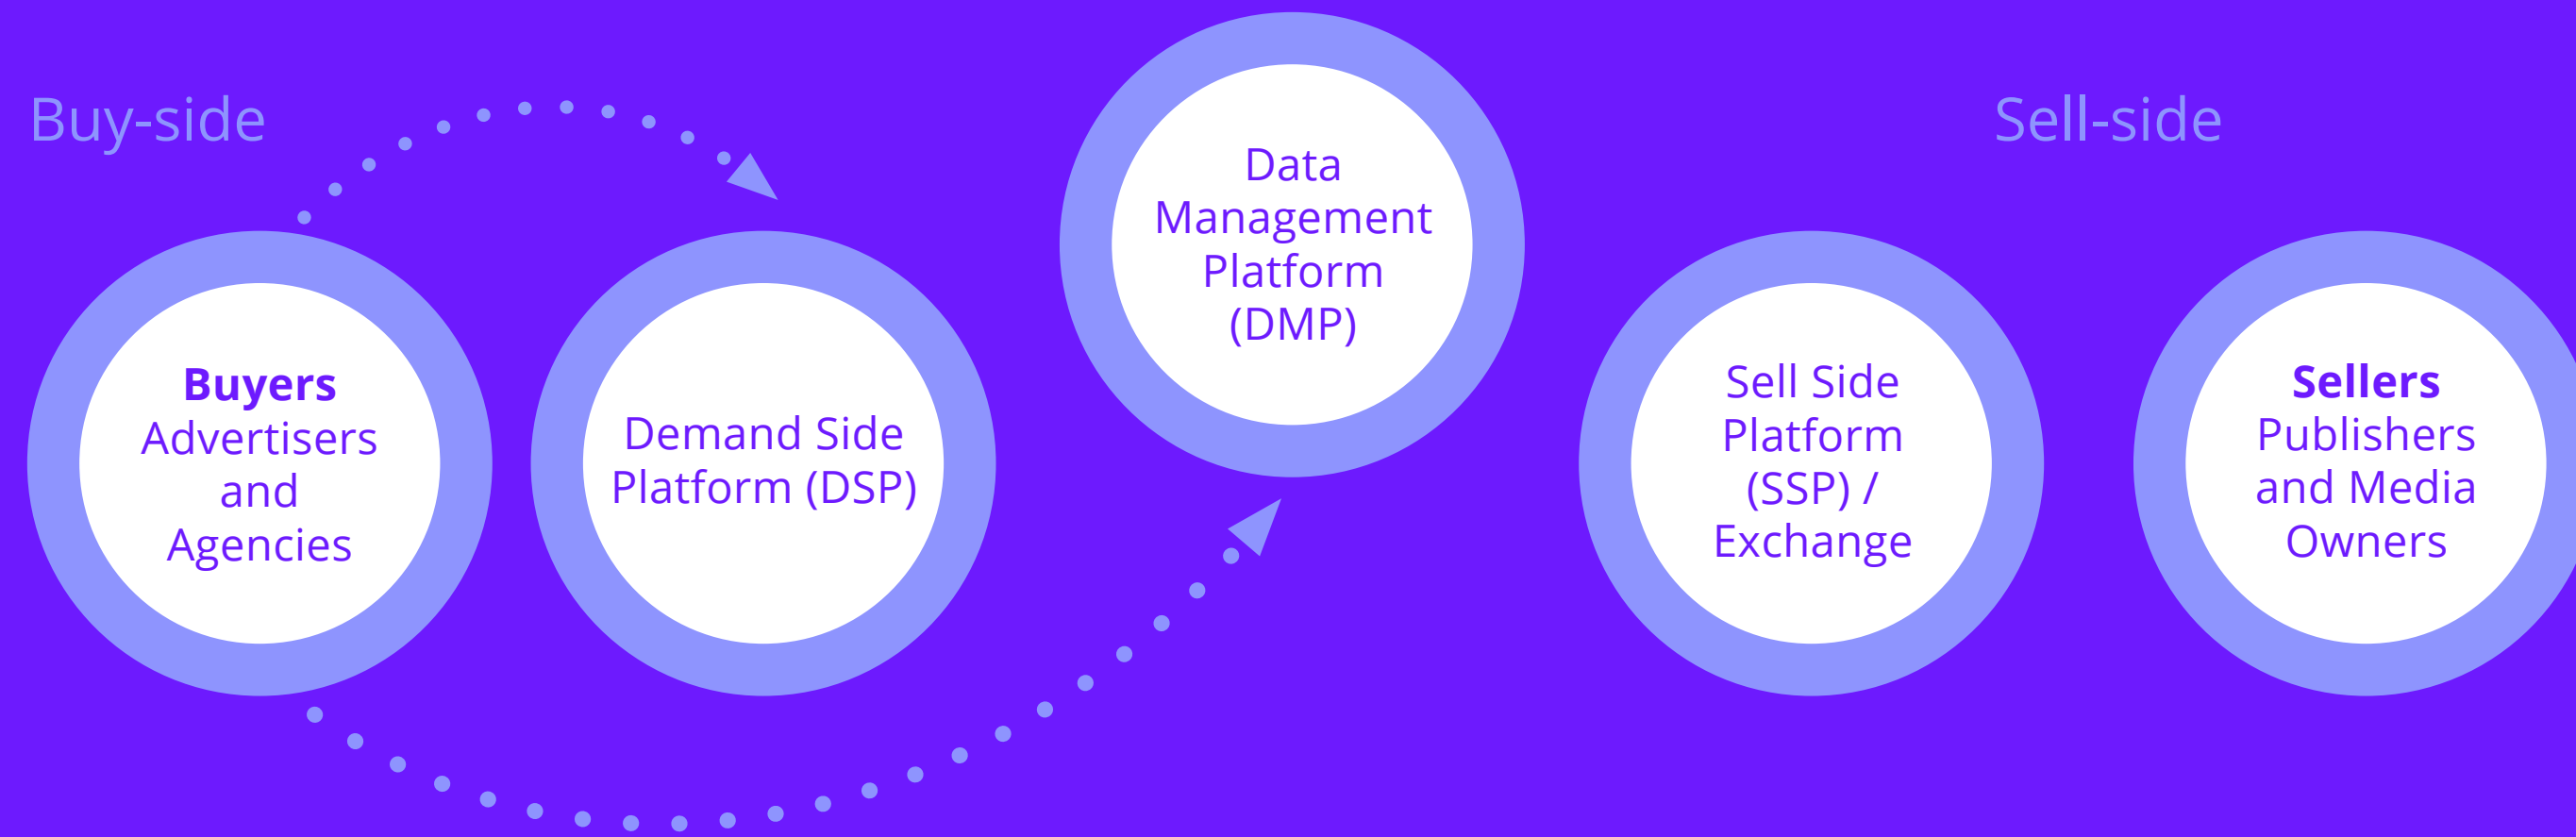 Buy-side
Sell-side
Buyers
Advertisers
and
Agencies
Demand Side
Platform (DSP)
Data
Management
Platform
(DMP)
Sell Side
Platform
(SSP) /
Exchange
Sellers
Publishers
and Media
Owners